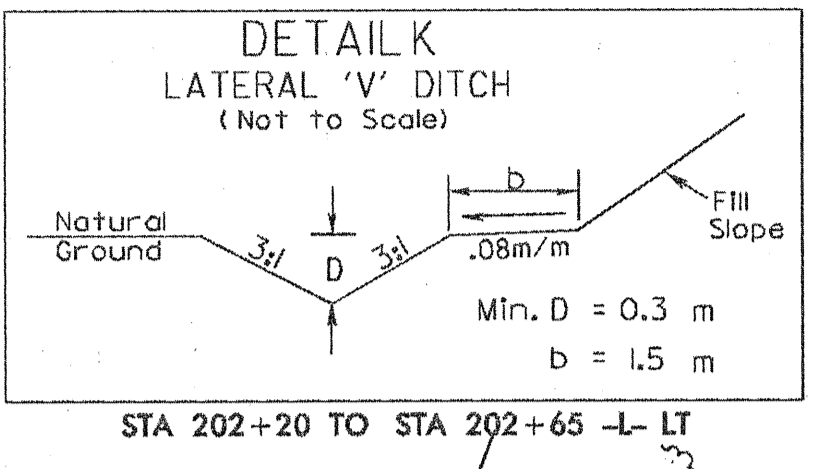 DETAIL K
LATERAL 'V' DITCH
(Not to Scale)
b
Natural
Ground
3:1
D
3:1
.08m/m
Fill
Slope
Min. D = 0.3 m
b = 1.5 m
STA 202+20 TO STA 202+65 -L- LT